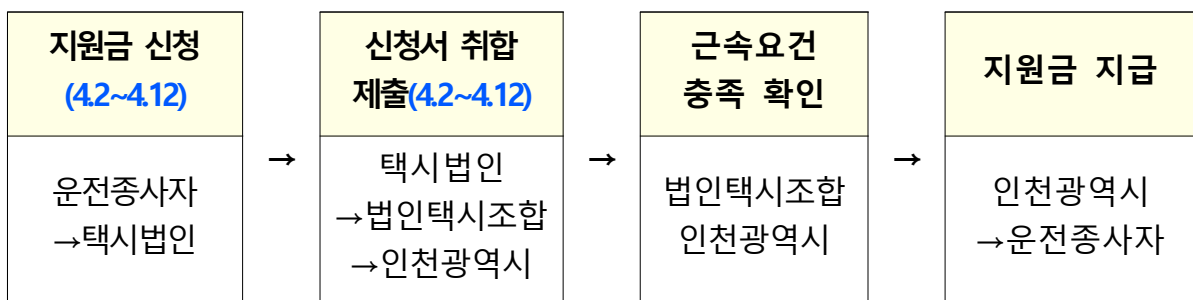 지원금 신청
(4.2~4.12)
운전종사자
→택시법인
→
신청서 취합
제출(4.2~4.12)
택시법인
→법인택시조합
→인천광역시
→
근속요건
충족 확인
법인택시조합
인천광역시
→
지원금 지급
인천광역시
→운전종사자